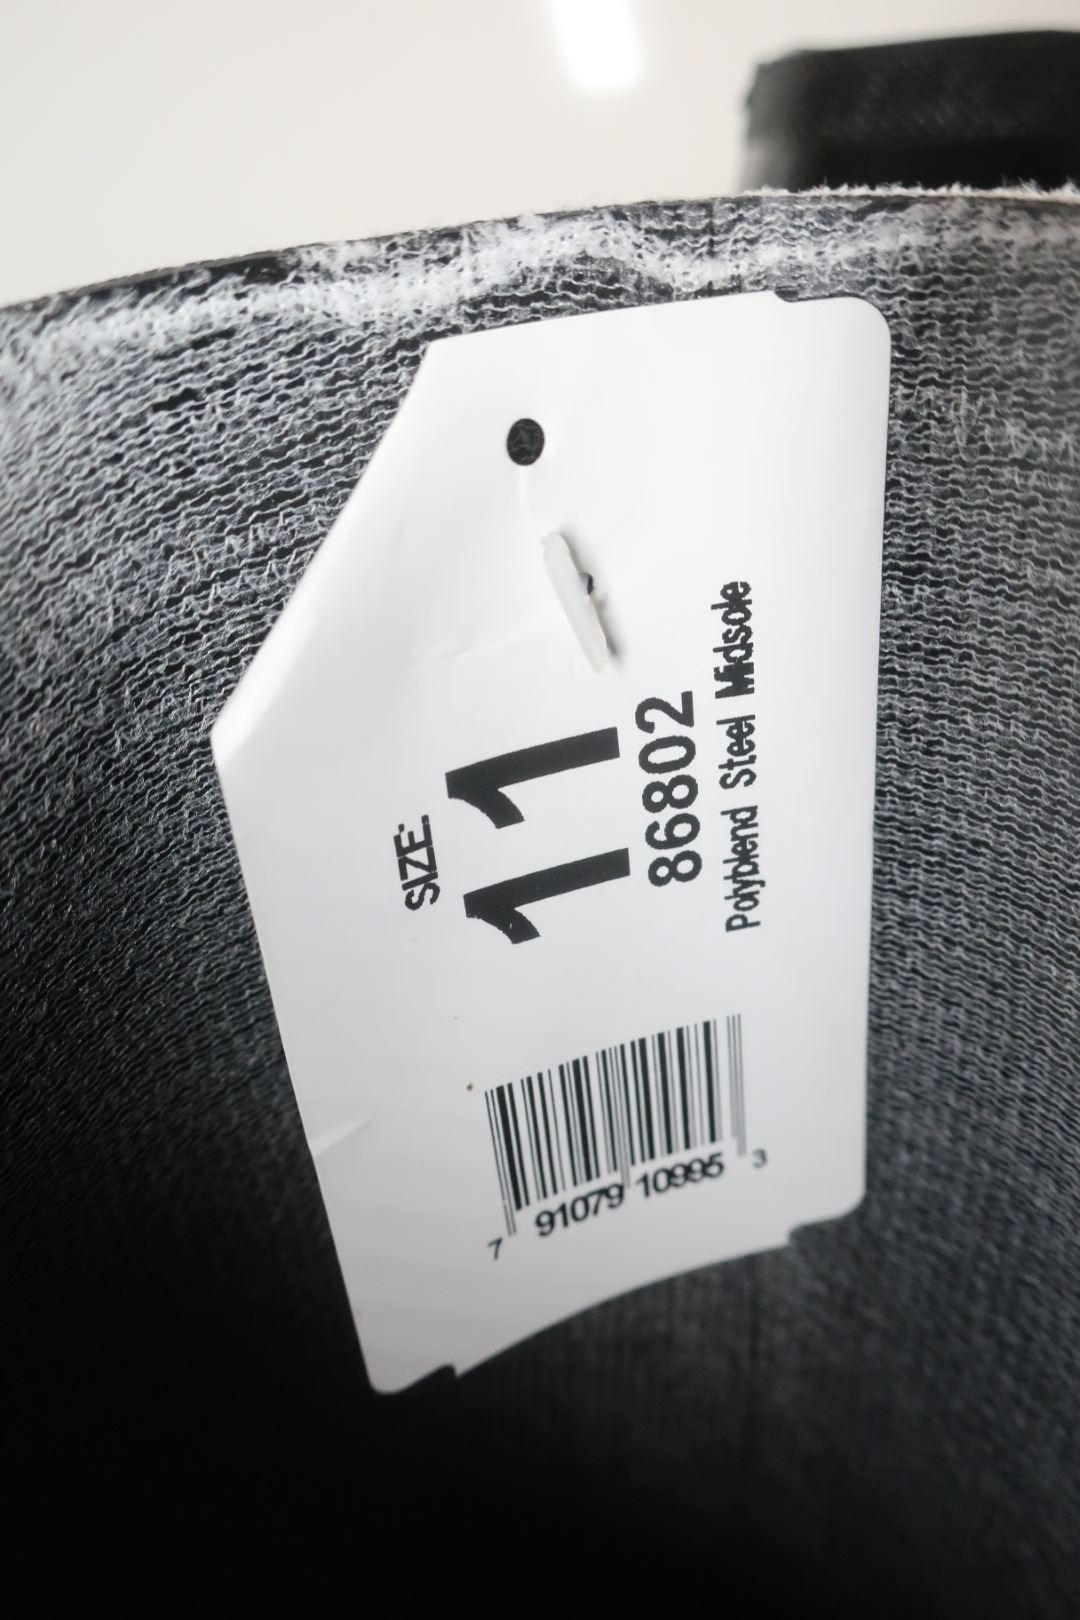 SIZE:
11
86802
Polyblend Steel Midsole
7 91079 10995 3